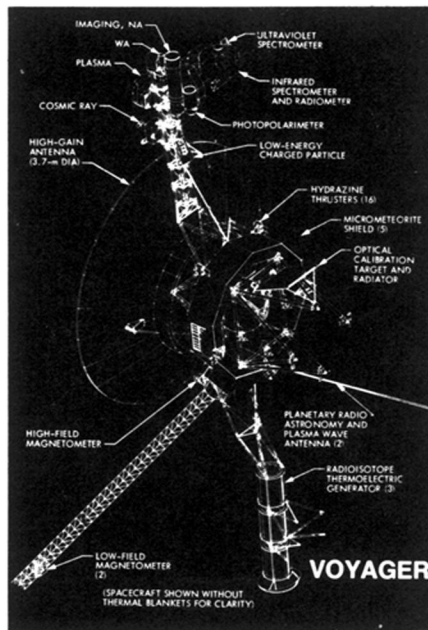 IMAGING, NA
WA
PLASMA
COSMIC RAY
HIGH-GAIN
ANTENNA
(3.7-m DIA)
ULTRAVIOLET
SPECTROMETER
INFRARED
SPECTROMETER
AND RADIOMETER
PHOTOPOLARIMETER
LOW-ENERGY
CHARGED PARTICLE
HYDRAZINE
THRUSTERS (16)
MICROMETEORITE
SHIELD (5)
OPTICAL
CALIBRATION
TARGET AND
RADIATOR
HIGH-FIELD
MAGNETOMETER
PLANETARY RADIO
ASTRONOMY AND
PLASMA WAVE
ANTENNA (2)
RADIOISOTOPE
THERMOELECTRIC
GENERATOR (3)
LOW-FIELD
MAGNETOMETER
(2)
(SPACECRAFT SHOWN WITHOUT
THERMAL BLANKETS FOR CLARITY)
VOYAGER